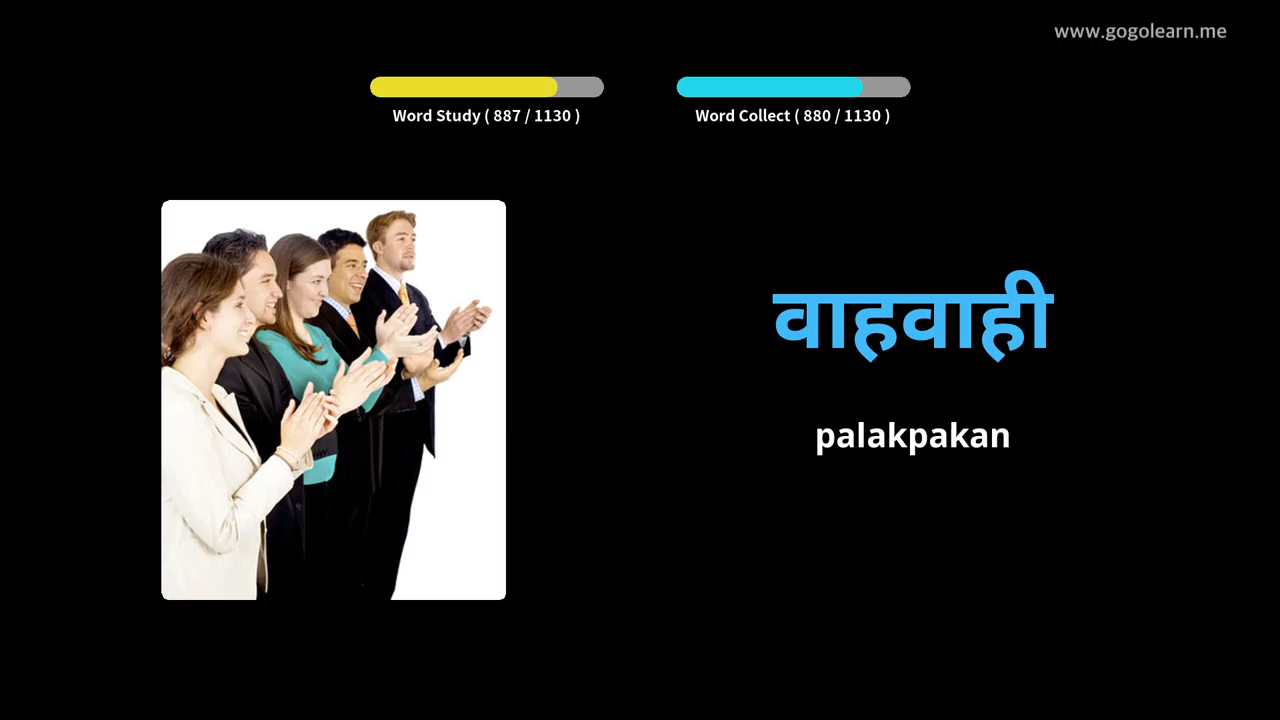 www.gogolearn.me
Word Study ( 887 / 1130 )
Word Collect ( 880 / 1130 )
वाहवाही
palakpakan